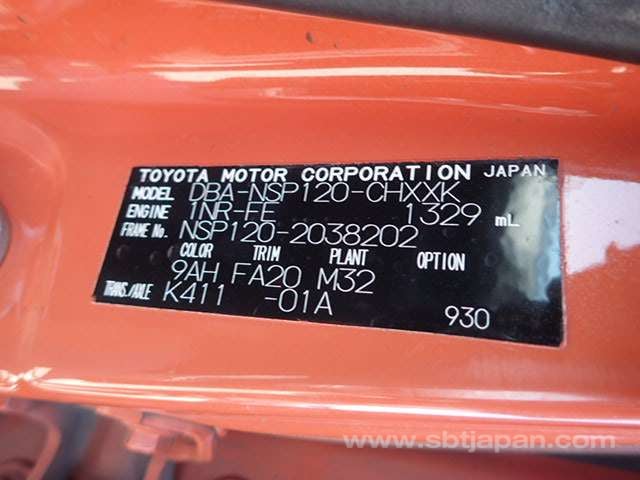 TOYOTA MOTOR CORPORATION JAPAN
MODEL DBA-NSP120-CHXXK
ENGINE 1NR-FE 1329 mL
FRAME No. NSP120-2038202
COLOR TRIM PLANT OPTION
9AH FA20 M32
TRANS./AXLE K411 -01A 930
www.sbtjapan.com